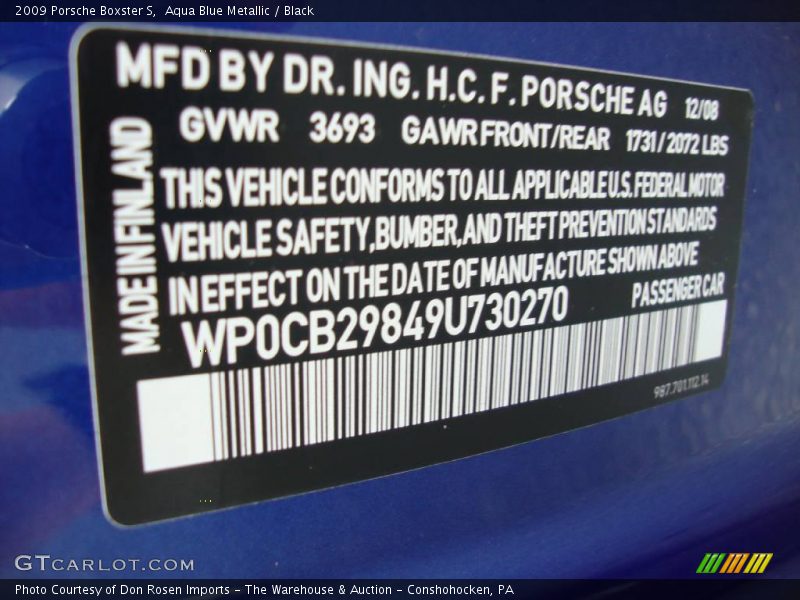 2009 Porsche Boxster S,  Aqua Blue Metallic / Black
MFD BY DR. ING. H.C. F. PORSCHE AG 12/08
GVWR 3693 GAWR FRONT/REAR 1731/2072 LBS
THIS VEHICLE CONFORMS TO ALL APPLICABLE U.S. FEDERAL MOTOR
VEHICLE SAFETY, BUMBER, AND THEFT PREVENTION STANDARDS
IN EFFECT ON THE DATE OF MANUFACTURE SHOWN ABOVE
WP0CB29849U730270 PASSENGER CAR
MADE IN FINLAND
987.701.112.14
GTCARLOT.COM
Photo Courtesy of Don Rosen Imports - The Warehouse & Auction - Conshohocken, PA